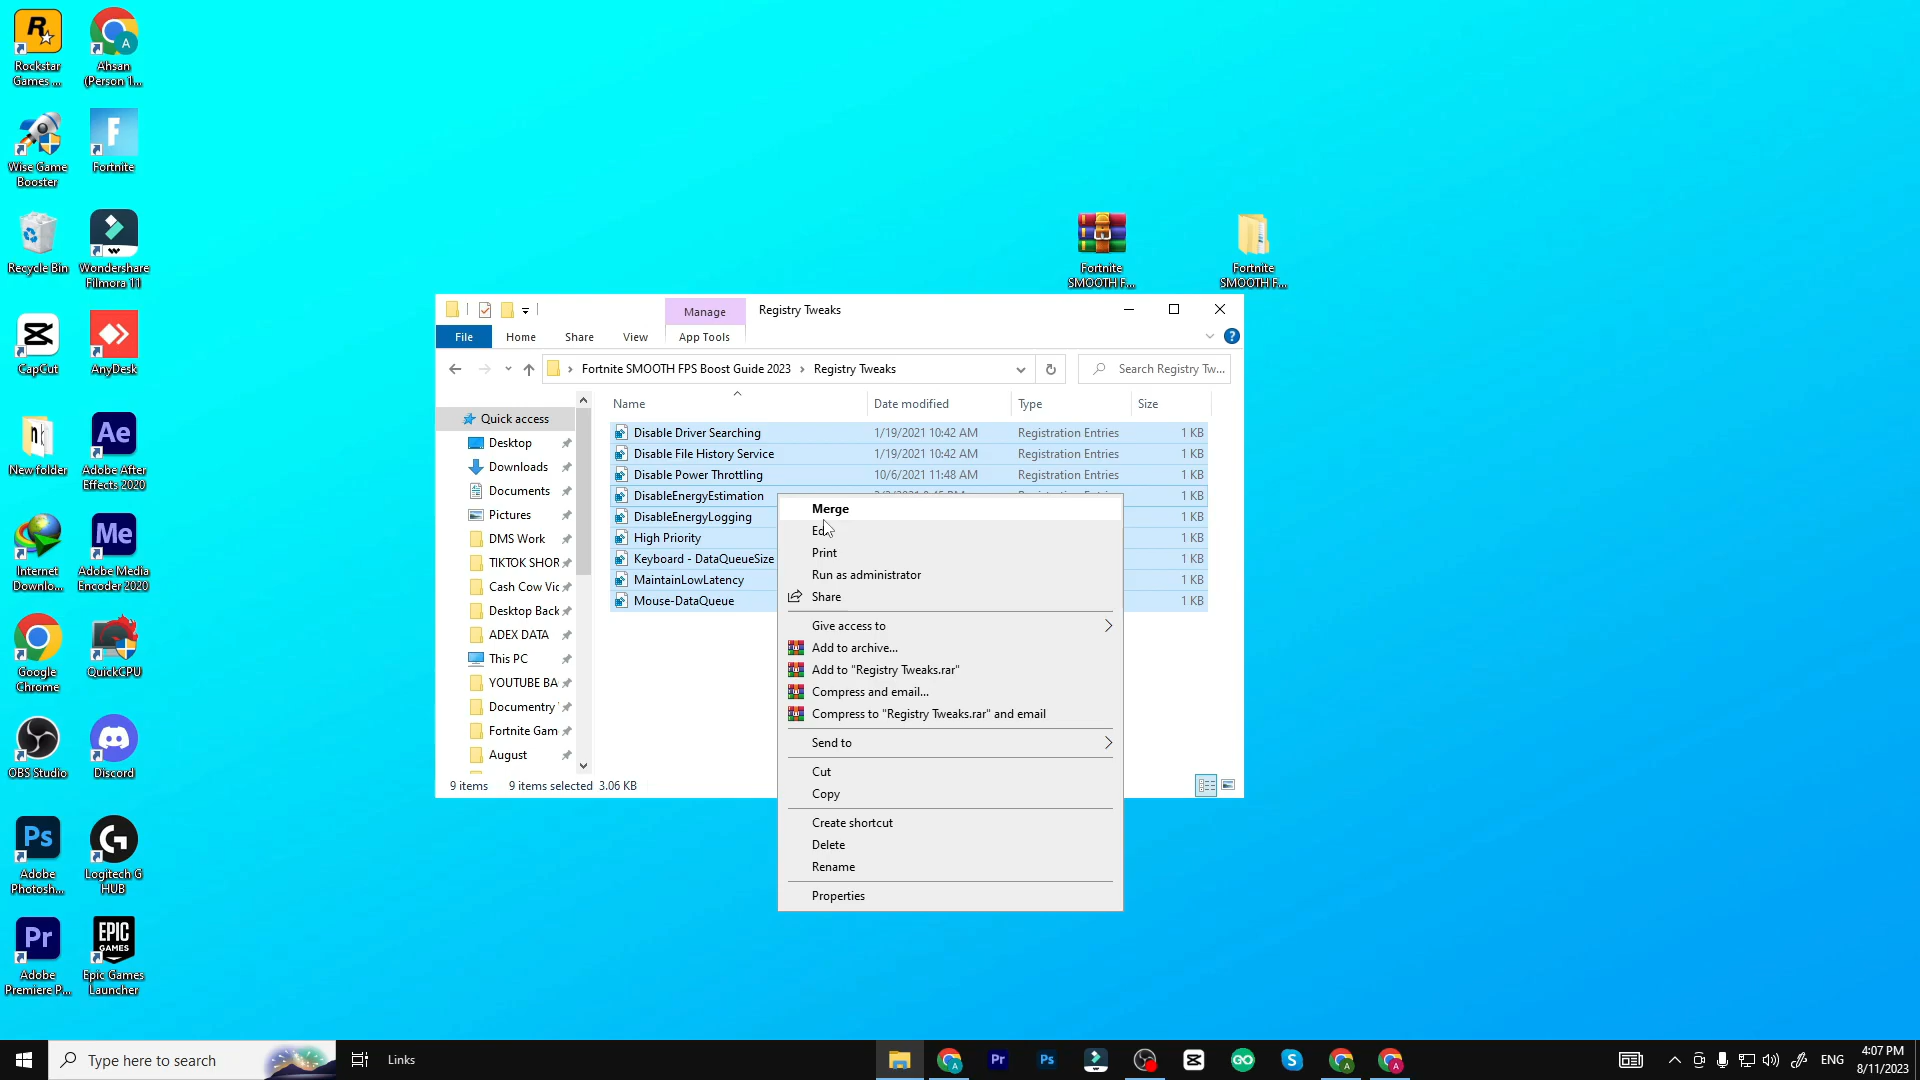 Rockstar
Games ...
Ahsan
(Person 1...
Wise Game
Booster
Fortnite
Recycle Bin
Wondershare
Filmora 11
CapCut
AnyDesk
New folder
Adobe After
Effects 2020
Internet
Downlo...
Adobe Media
Encoder 2020
Google
Chrome
QuickCPU
OBS Studio
Discord
Adobe
Photosh...
Logitech G
HUB
Adobe
Premiere P...
Epic Games
Launcher
Fortnite
SMOOTH F...
Fortnite
SMOOTH F...
Manage
Registry Tweaks
File
Home
Share
View
App Tools
Fortnite SMOOTH FPS Boost Guide 2023 › Registry Tweaks
Search Registry Tw...
Name
Date modified
Type
Size
Quick access
Desktop
Downloads
Documents
Pictures
DMS Work
TIKTOK SHOR
Cash Cow Vic
Desktop Back
ADEX DATA
This PC
YOUTUBE BA
Documentry
Fortnite Gam
August
Disable Driver Searching 1/19/2021 10:42 AM Registration Entries 1 KB
Disable File History Service 1/19/2021 10:42 AM Registration Entries 1 KB
Disable Power Throttling 10/6/2021 11:48 AM Registration Entries 1 KB
DisableEnergyEstimation 1 KB
DisableEnergyLogging 1 KB
High Priority 1 KB
Keyboard - DataQueueSize 1 KB
MaintainLowLatency 1 KB
Mouse-DataQueue 1 KB
Merge
Print
Run as administrator
Share
Give access to
Add to archive...
Add to "Registry Tweaks.rar"
Compress and email...
Compress to "Registry Tweaks.rar" and email
Send to
Cut
Copy
Create shortcut
Delete
Rename
Properties
9 items 9 items selected 3.06 KB
Type here to search
Links
ENG
4:07 PM
8/11/2023